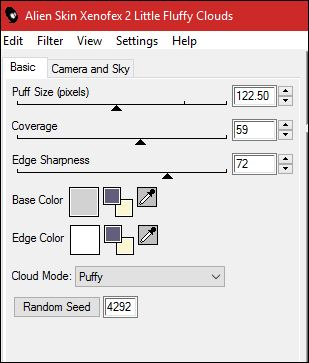 Alien Skin Xenofex 2 Little Fluffy Clouds
Edit Filter View Settings Help
Basic Camera and Sky
Puff Size (pixels) 122.50
Coverage 59
Edge Sharpness 72
Base Color
Edge Color
Cloud Mode: Puffy
Random Seed 4292